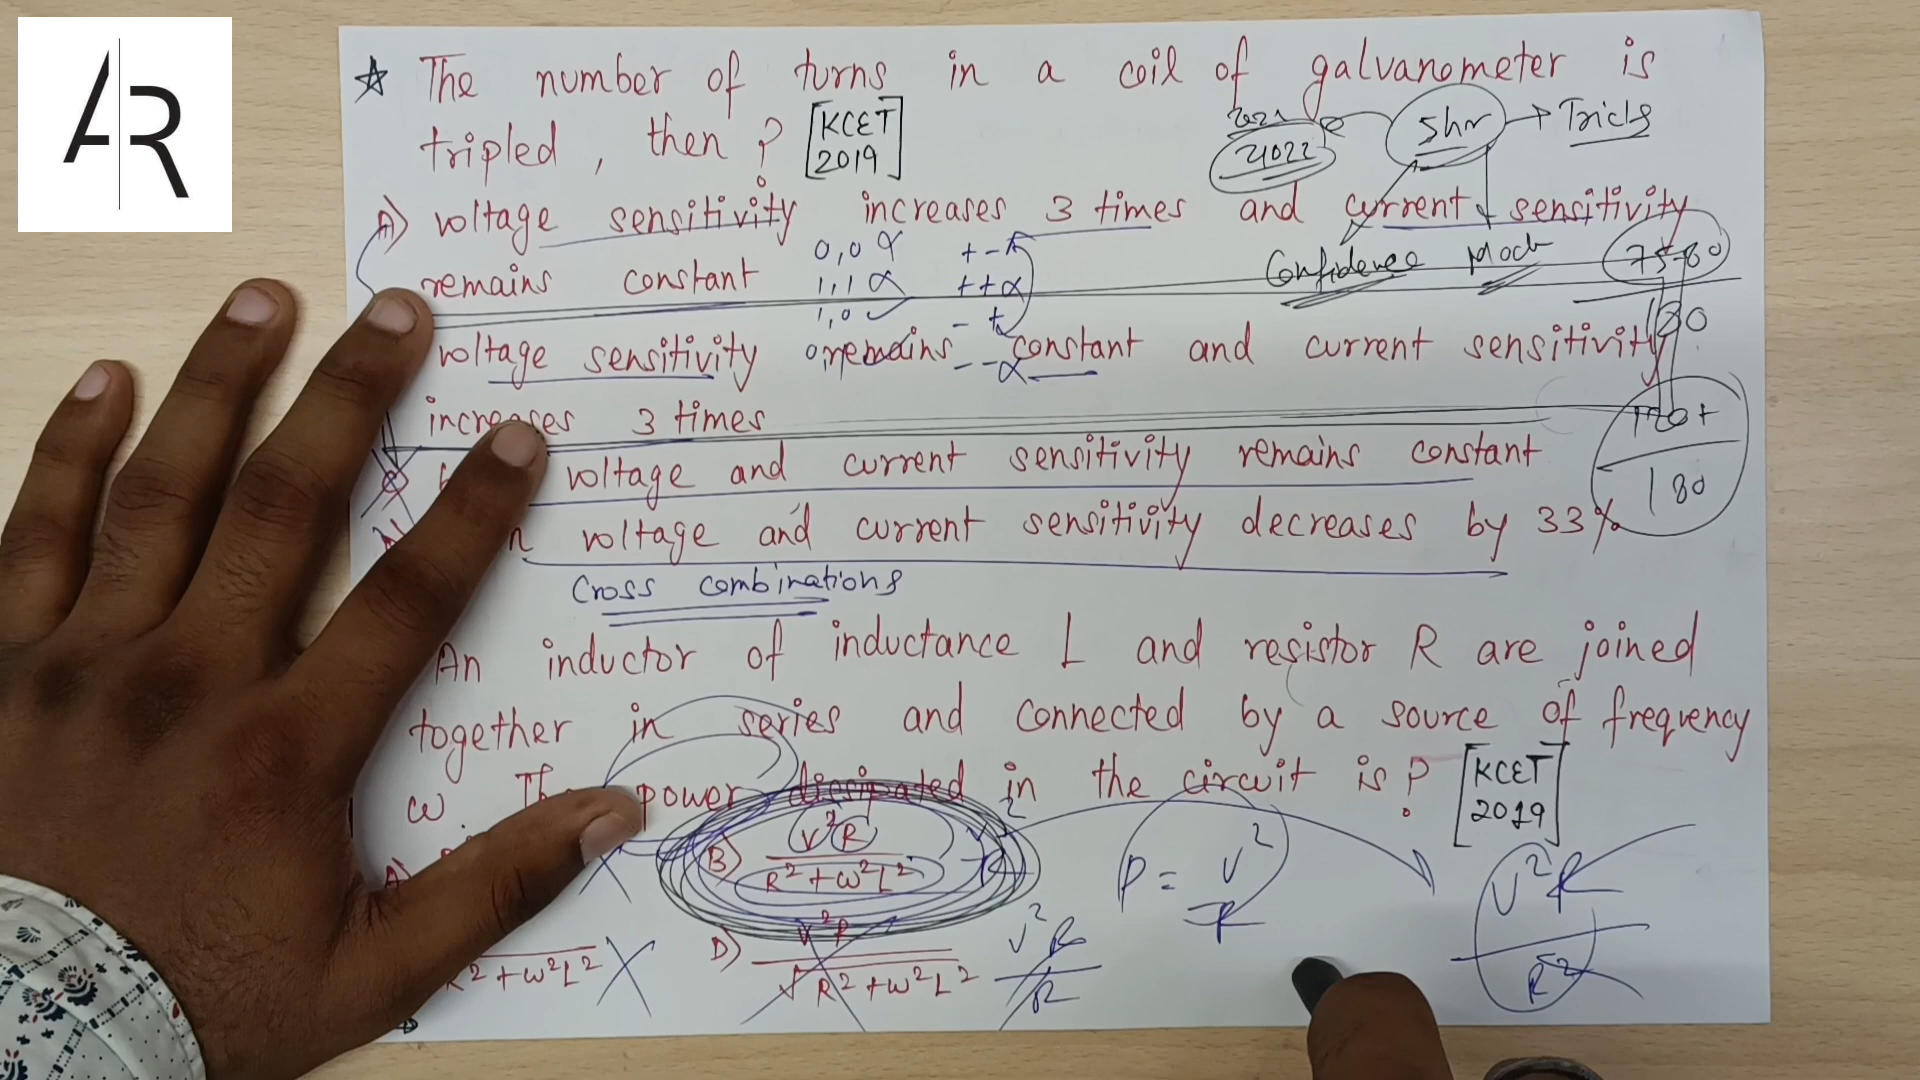 AR
☆ The number of turns in a coil of galvanometer is
tripled, then? [KCET 2019]
2022
5hr → Tricks
A) voltage sensitivity increases 3 times and current sensitivity
remains constant
0,0 α
1,1 α
1,0 ✓
+ -
+ + α
- +
- - α
Confidence Mock
75-80
180
voltage sensitivity remains constant and current sensitivity
increases 3 times
120+
180
voltage and current sensitivity remains constant
voltage and current sensitivity decreases by 33%
Cross combinations
An inductor of inductance L and resistor R are joined
together in series and connected by a source of frequency
ω. The power dissipated in the circuit is? [KCET 2019]
A)
B) V²R / R²+ω²L²
V² / R
P = V² / R
V²R / R²
R²+ω²L²
D) V²R / √R²+ω²L²
V²R / R